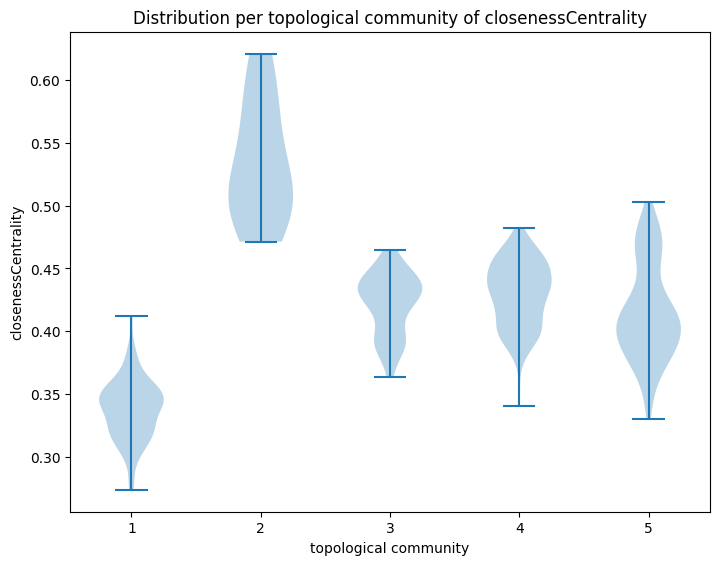 Distribution per topological community of closenessCentrality
closenessCentrality
0.60
0.55
0.50
0.45
0.40
0.35
0.30
1 2 3 4 5
topological community